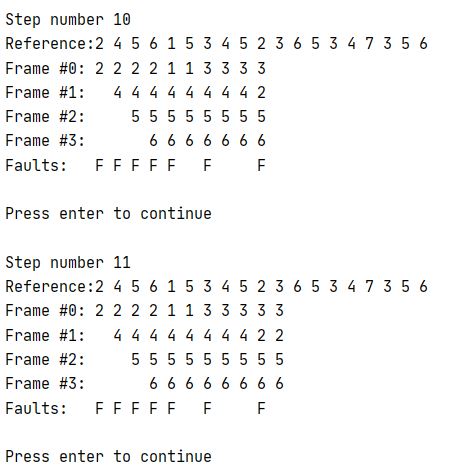 Step number 10
Reference:2 4 5 6 1 5 3 4 5 2 3 6 5 3 4 7 3 5 6
Frame #0: 2 2 2 2 1 1 3 3 3 3
Frame #1:   4 4 4 4 4 4 4 4 2
Frame #2:     5 5 5 5 5 5 5 5
Frame #3:       6 6 6 6 6 6 6
Faults:   F F F F F   F     F
Press enter to continue
Step number 11
Reference:2 4 5 6 1 5 3 4 5 2 3 6 5 3 4 7 3 5 6
Frame #0: 2 2 2 2 1 1 3 3 3 3 3
Frame #1:   4 4 4 4 4 4 4 4 2 2
Frame #2:     5 5 5 5 5 5 5 5 5
Frame #3:       6 6 6 6 6 6 6 6
Faults:   F F F F F   F     F
Press enter to continue